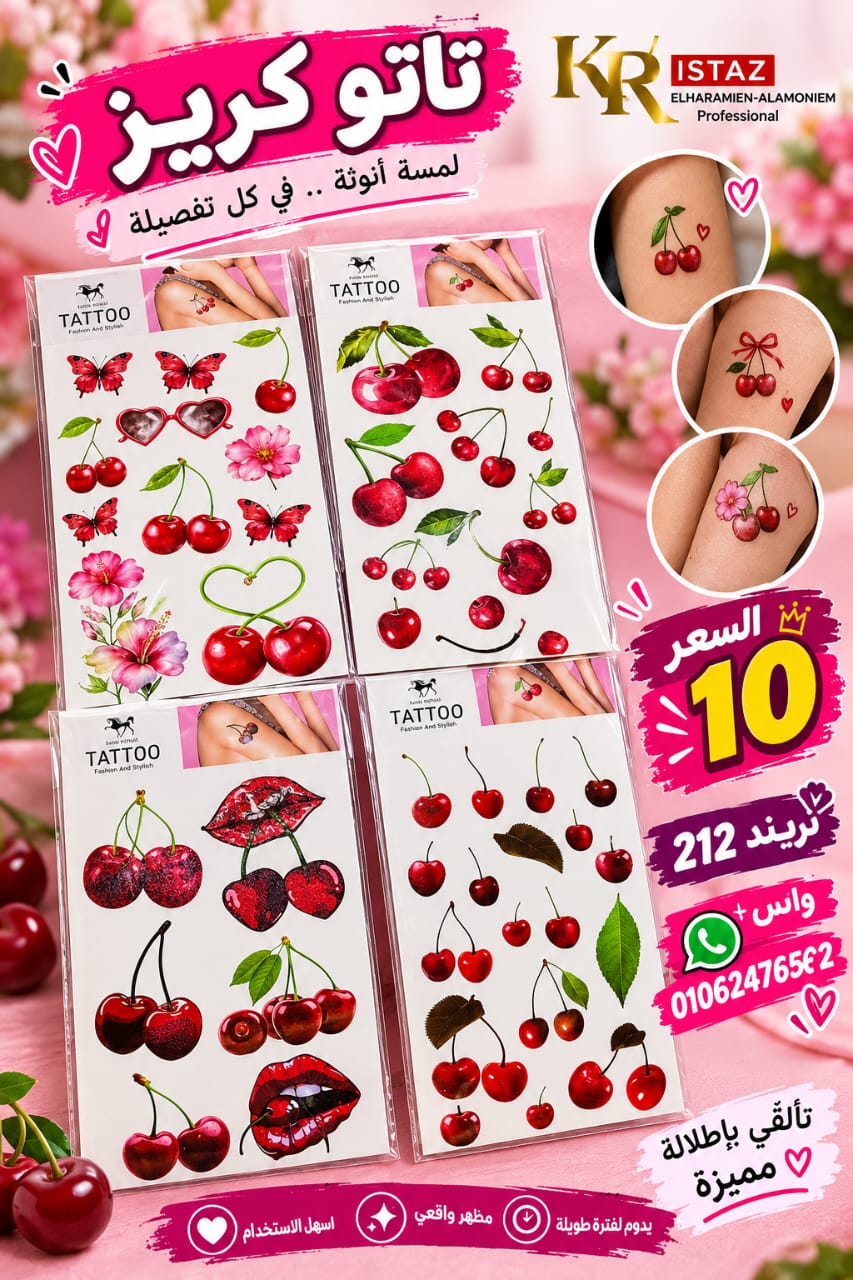 تاتو كريز
لمسة أنوثة .. في كل تفصيلة
KR ISTAZ
ELHARAMIEN-ALAMONIEM
Professional
TATTOO
Fashion And Stylish
TATTOO
Fashion And Stylish
السعر
10
TATTOO
Fashion And Stylish
TATTOO
Fashion And Stylish
تريند 212
واتس +
تألقي بإطلالة
مميزة
اسهل الاستخدام
مظهر واقعي
يدوم لفترة طويلة